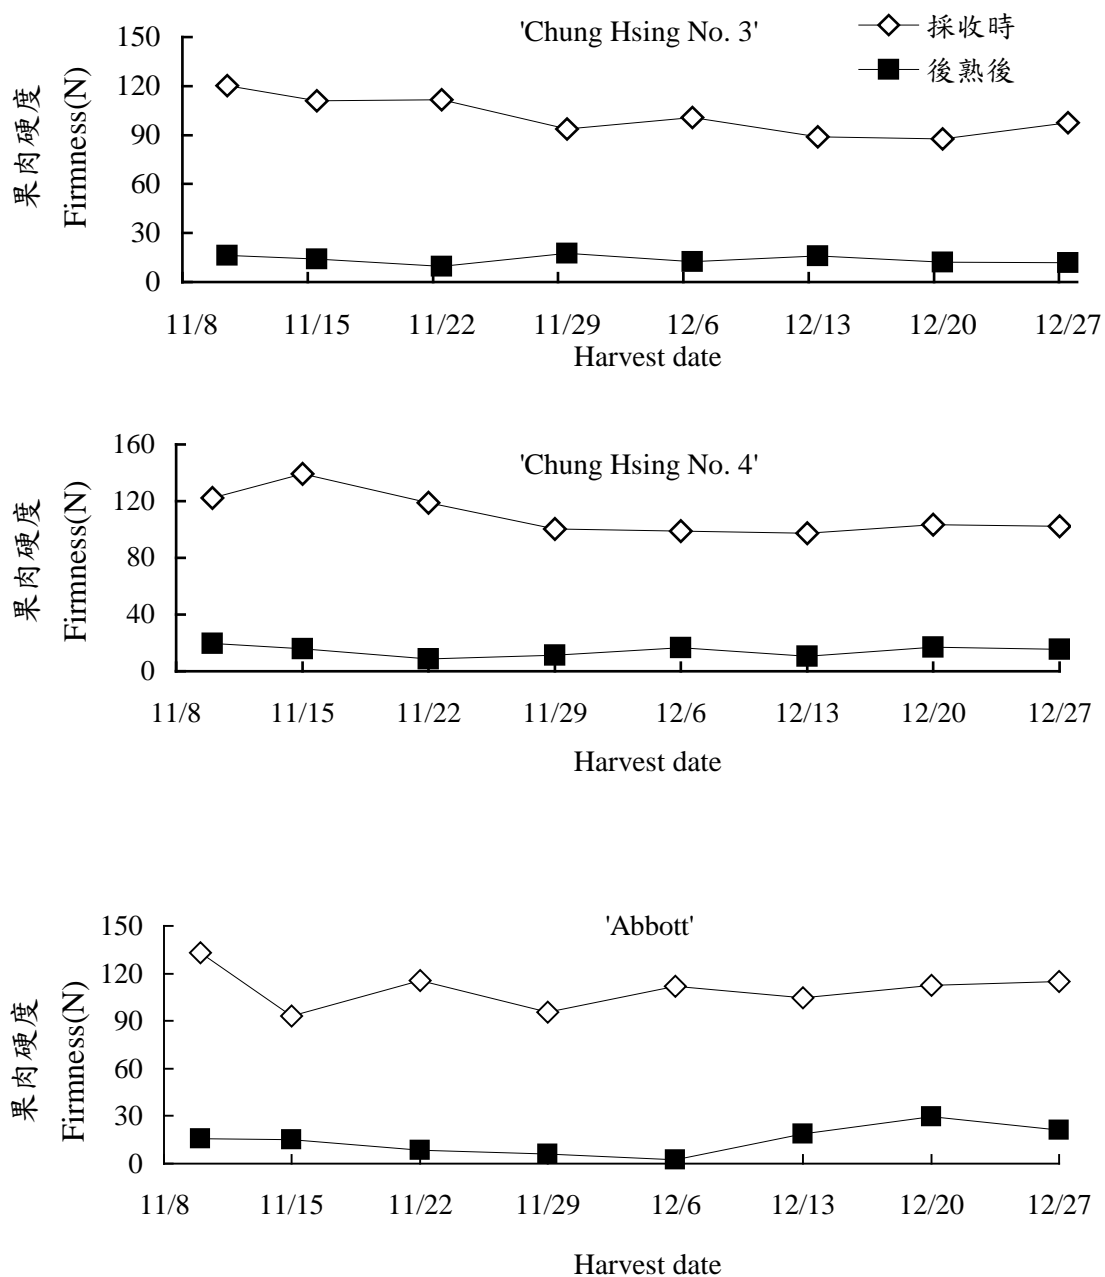 'Chung Hsing No. 3'
採收時
後熟後
果肉硬度
Firmness(N)
150
120
90
60
30
0
11/8 11/15 11/22 11/29 12/6 12/13 12/20 12/27
Harvest date
'Chung Hsing No. 4'
果肉硬度
Firmness(N)
160
120
80
40
0
11/8 11/15 11/22 11/29 12/6 12/13 12/20 12/27
Harvest date
'Abbott'
果肉硬度
Firmness(N)
150
120
90
60
30
0
11/8 11/15 11/22 11/29 12/6 12/13 12/20 12/27
Harvest date